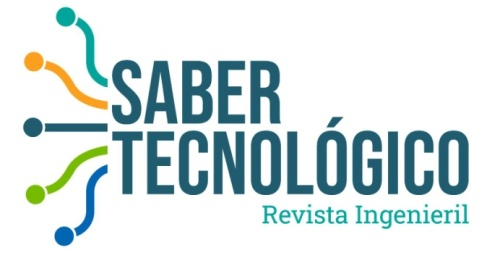 SABER
TECNOLÓGICO
Revista Ingenieril